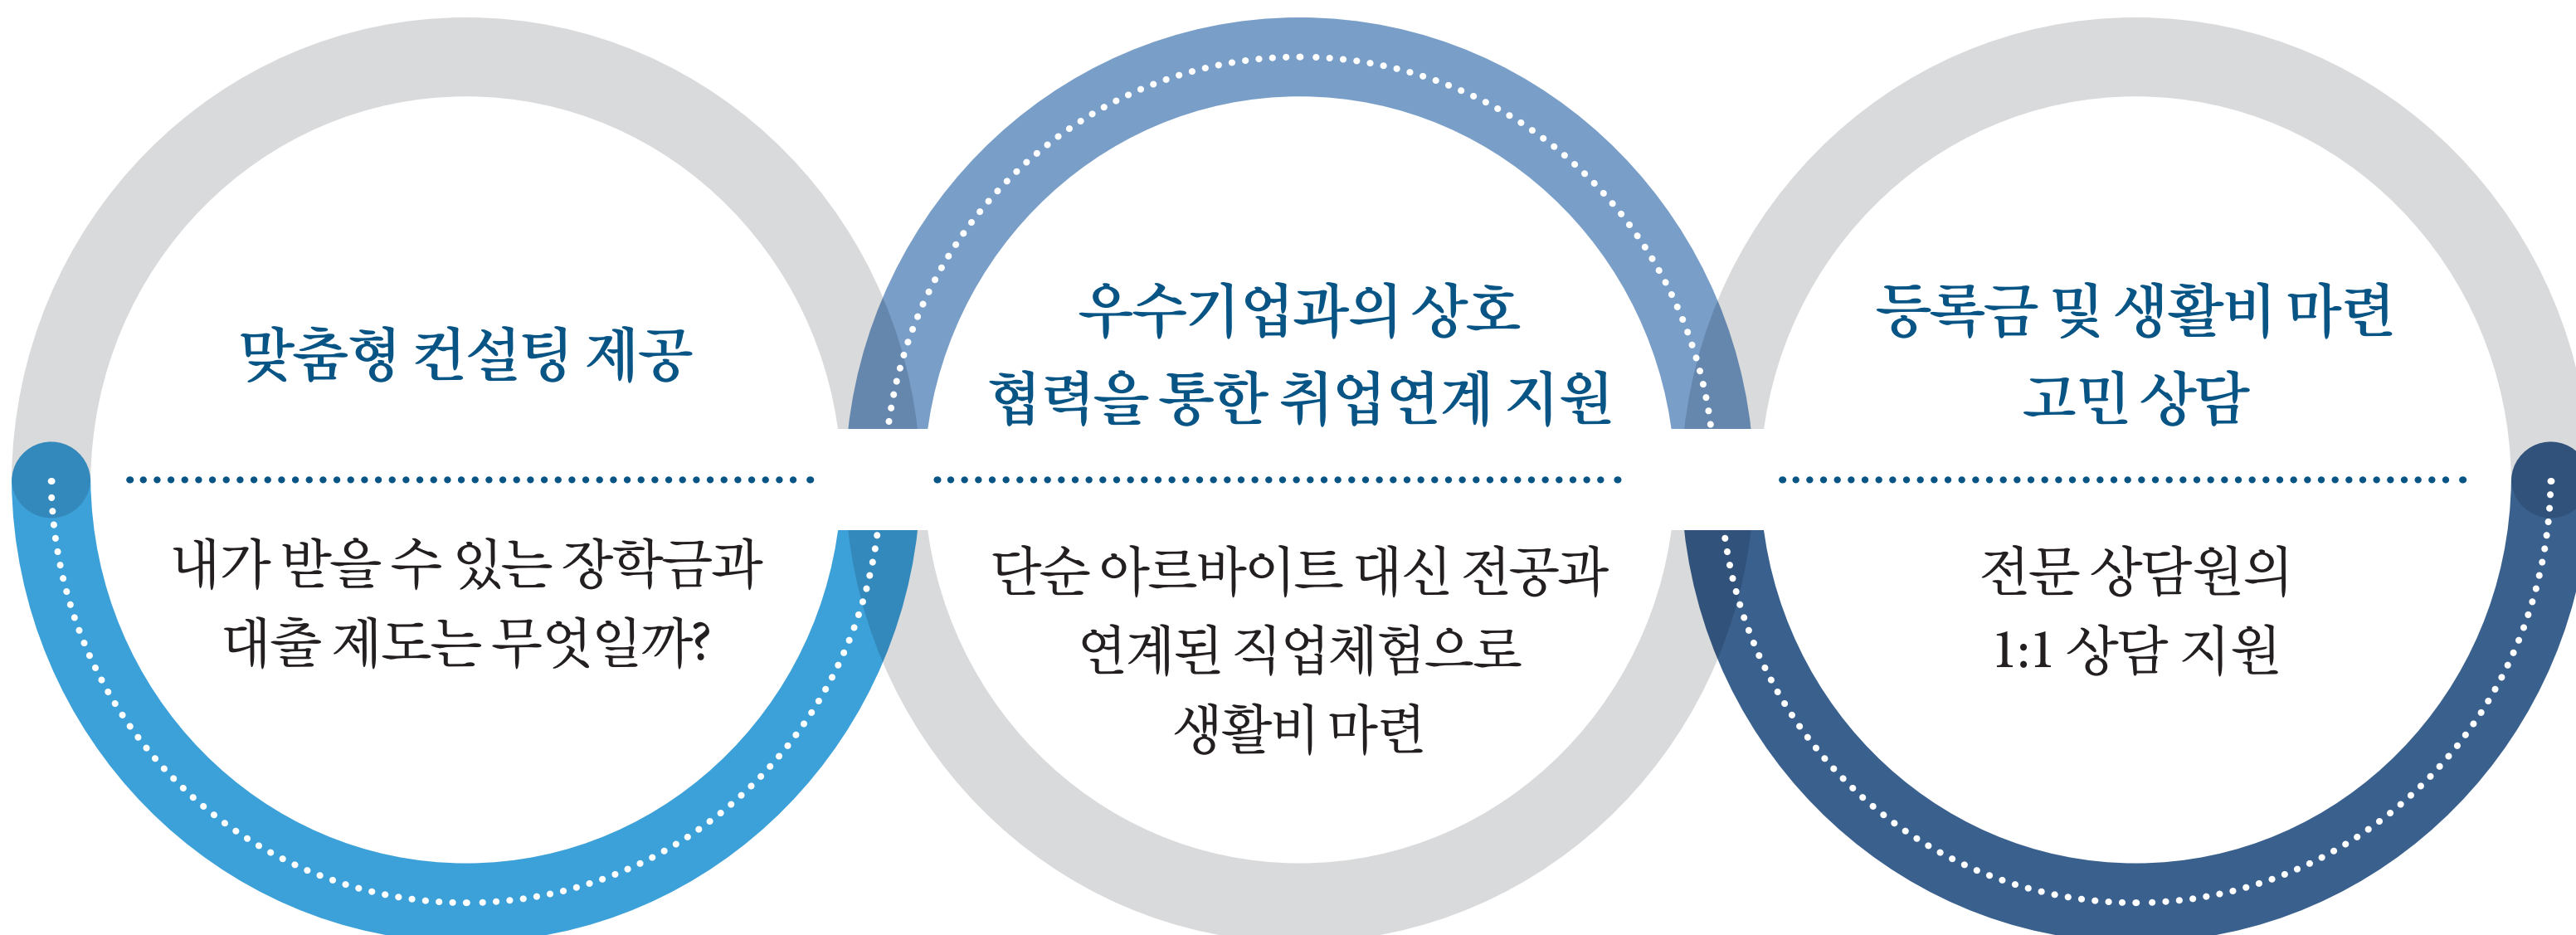 맞춤형 컨설팅 제공
내가 받을 수 있는 장학금과
대출 제도는 무엇일까?
우수기업과의 상호
협력을 통한 취업연계 지원
단순 아르바이트 대신 전공과
연계된 직업체험으로
생활비 마련
등록금 및 생활비 마련
고민 상담
전문 상담원의
1:1 상담 지원